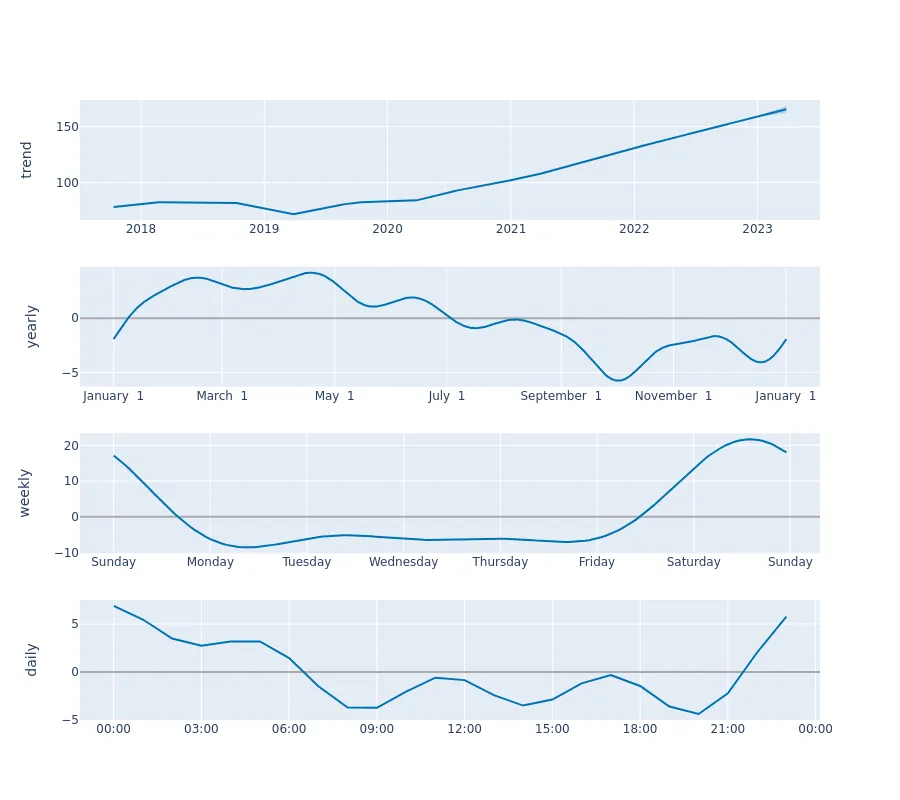 trend
150
100
2018 2019 2020 2021 2022 2023
yearly
0
−5
January 1 March 1 May 1 July 1 September 1 November 1 January 1
weekly
20
10
0
−10
Sunday Monday Tuesday Wednesday Thursday Friday Saturday Sunday
daily
5
0
−5
00:00 03:00 06:00 09:00 12:00 15:00 18:00 21:00 00:00